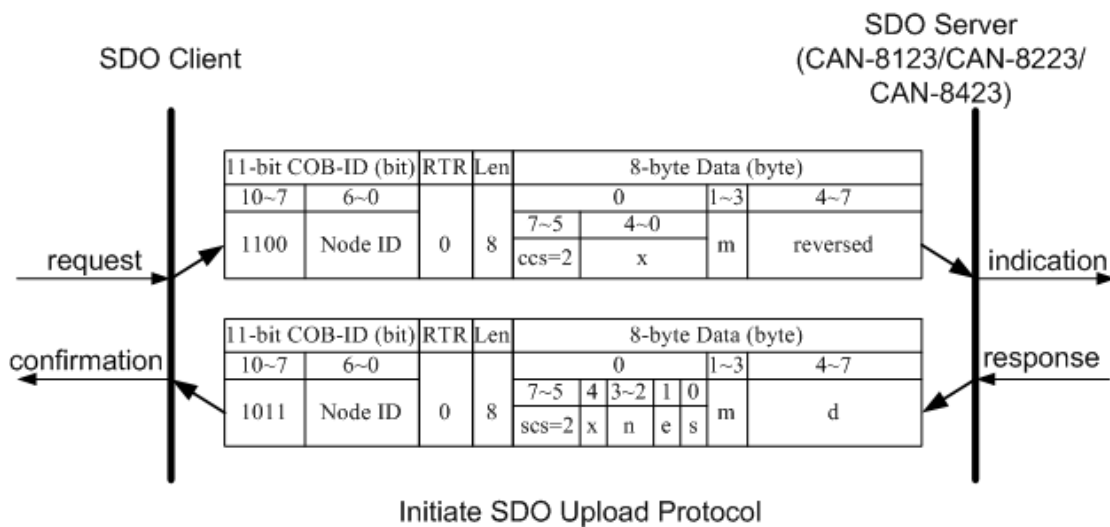 SDO Client
SDO Server
(CAN-8123/CAN-8223/
CAN-8423)
11-bit COB-ID (bit) RTR Len 8-byte Data (byte)
10~7 6~0 0 1~3 4~7
7~5 4~0
1100 Node ID 0 8 ccs=2 x m reversed
request
indication
11-bit COB-ID (bit) RTR Len 8-byte Data (byte)
10~7 6~0 0 1~3 4~7
confirmation
response
7~5 4 3~2 1 0
1011 Node ID 0 8 scs=2 x n e s m d
Initiate SDO Upload Protocol